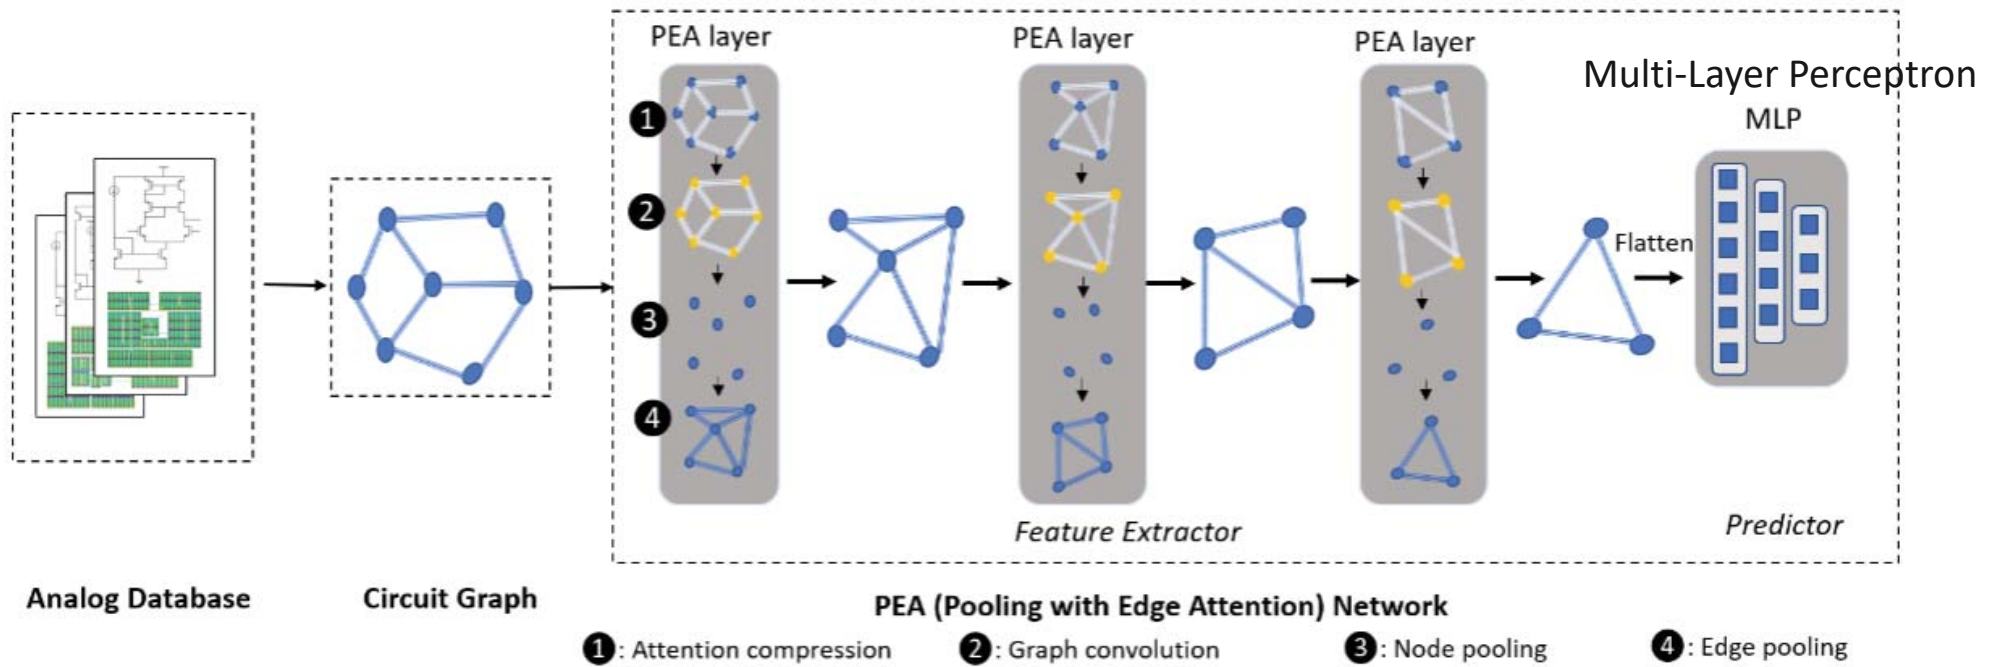 PEA layer
PEA layer
PEA layer
Multi-Layer Perceptron
MLP
1
2
3
4
Flatten
Feature Extractor
Predictor
Analog Database
Circuit Graph
PEA (Pooling with Edge Attention) Network
1: Attention compression
2: Graph convolution
3: Node pooling
4: Edge pooling